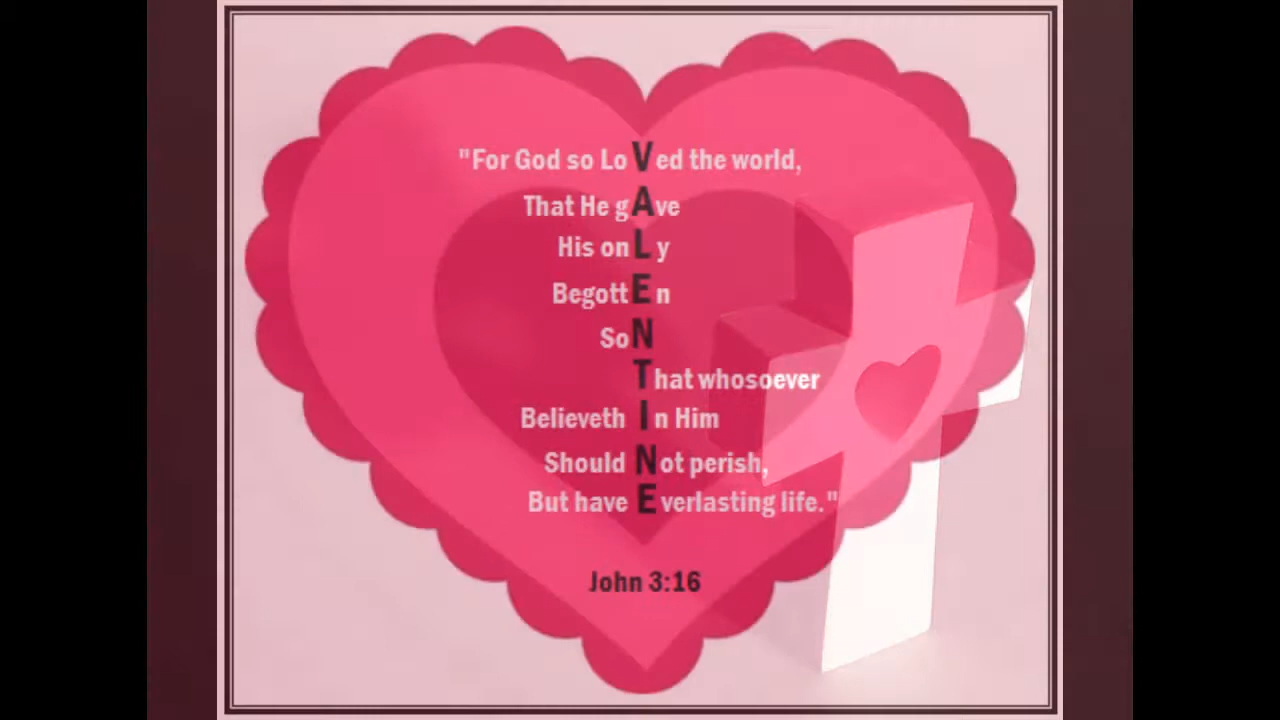 "For God so LoVed the world,
That He gAve
His onLy
BegottEn
SoN
That whosoever
Believeth In Him
Should Not perish,
But have Everlasting life."
John 3:16